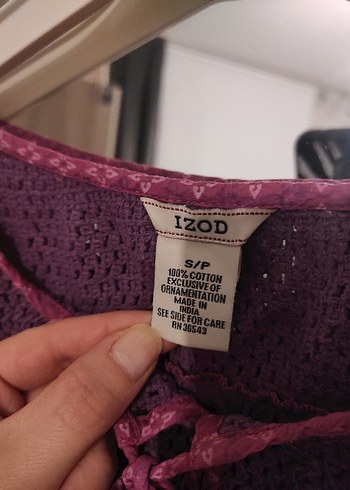 IZOD
S/P
100% COTTON
EXCLUSIVE OF
ORNAMENTATION
MADE IN
INDIA
SEE SIDE FOR CARE
RN 36543